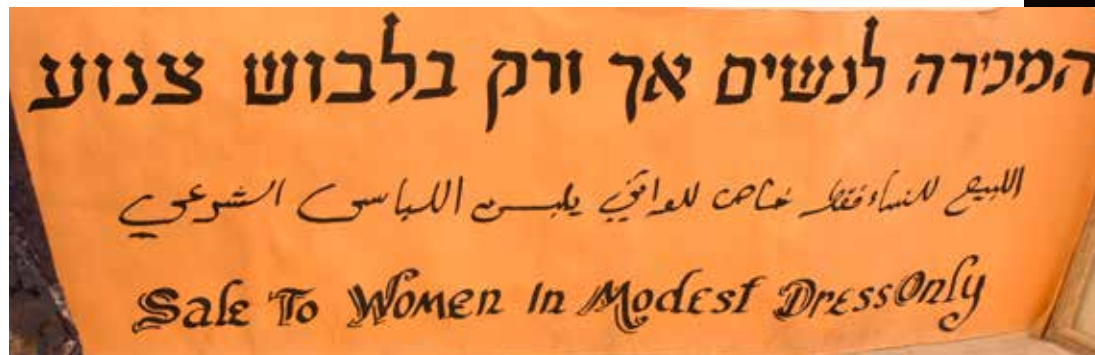 המכירה לנשים אך ורק בלבוש צנוע
اللبيع للنساء فقط خاص للواتي يلبسن اللباس الشرعي
Sale To Women In Modest Dress Only